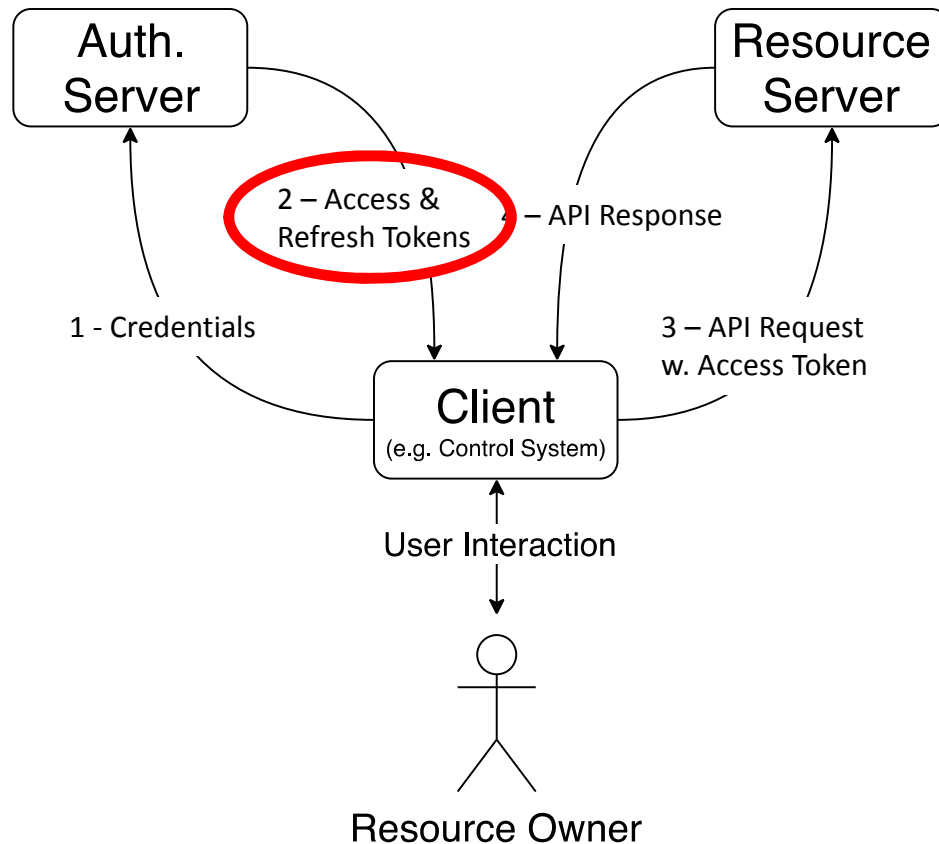 Auth.
Server
Resource
Server
2 – Access &
Refresh Tokens
– API Response
1 - Credentials
3 – API Request
w. Access Token
Client
(e.g. Control System)
User Interaction
Resource Owner